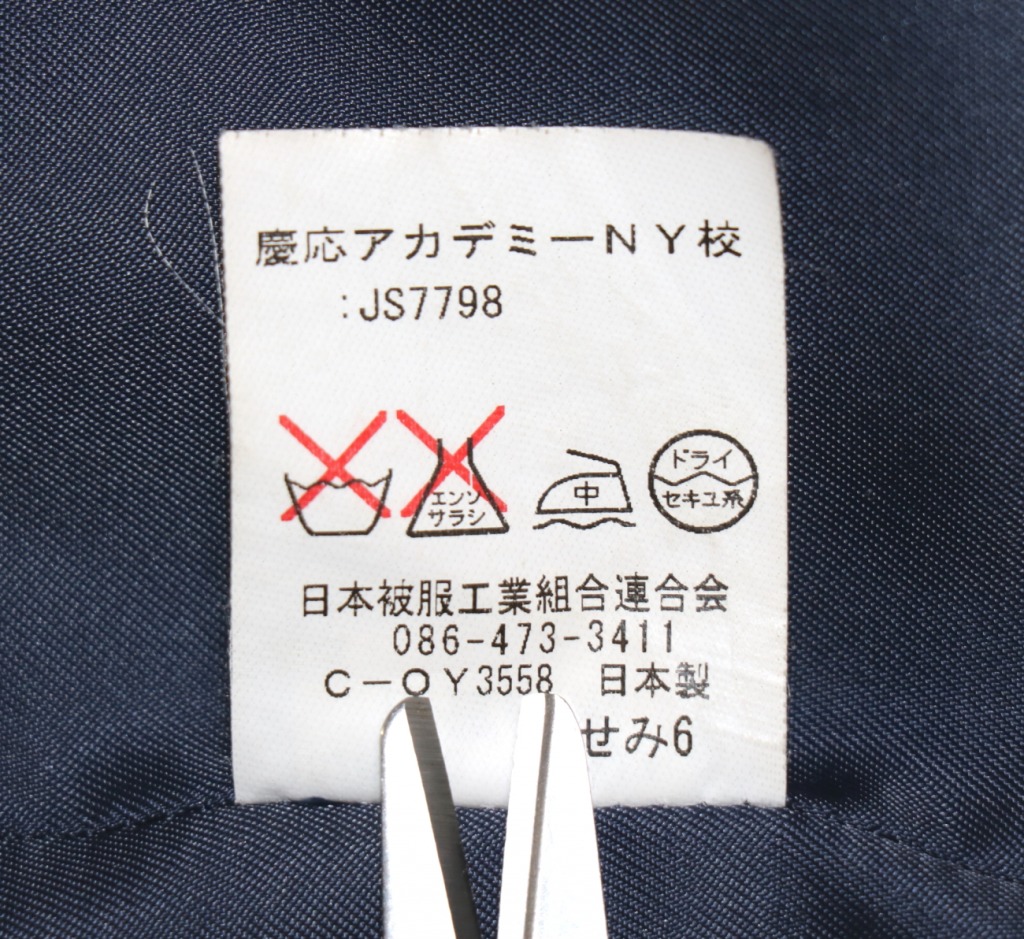 慶応アカデミーNY校
:JS7798
エンソ
サラシ
中
ドライ
セキユ系
日本被服工業組合連合会
086-473-3411
C-OY3558 日本製
せみ6